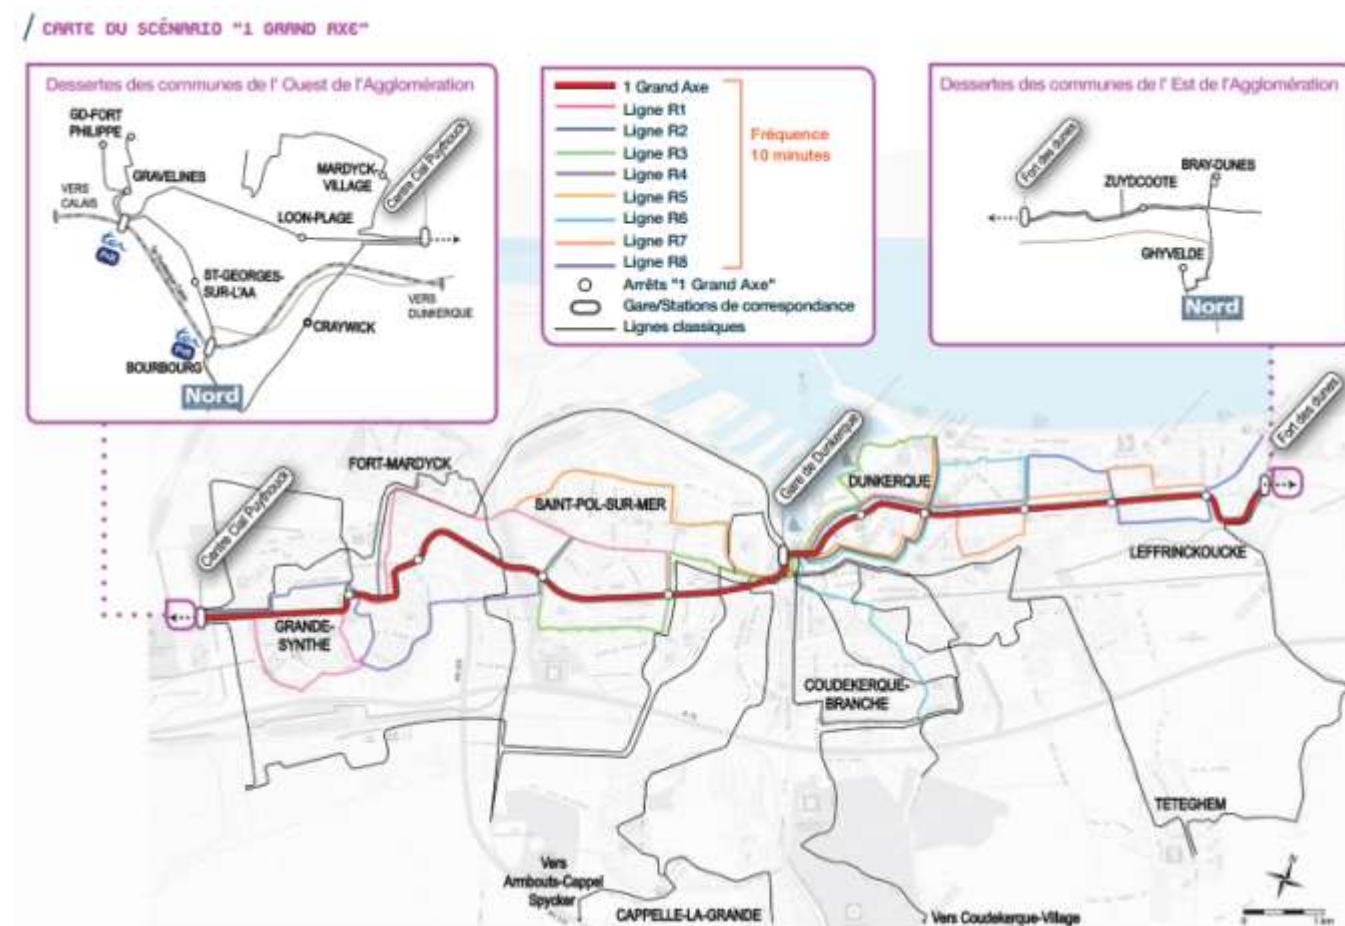 CARTE DU SCÉNARIO "1 GRAND AXE"
Dessertes des communes de l' Ouest de l'Agglomération
GD-FORT
PHILIPPE
GRAVELINES
VERS
CALAIS
MARDYCK-
VILLAGE
Centre Cial Puythouck
LOON-PLAGE
ST-GEORGES-
SUR-L'AA
VERS
DUNKERQUE
CRAYWICK
BOURBOURG
Nord
1 Grand Axe
Ligne R1
Ligne R2
Ligne R3
Ligne R4
Ligne R5
Ligne R6
Ligne R7
Ligne R8
Fréquence
10 minutes
Arrêts "1 Grand Axe"
Gare/Stations de correspondance
Lignes classiques
Dessertes des communes de l' Est de l'Agglomération
Fort des dunes
BRAY-DUNES
ZUYDCOOTE
GHYVELDE
Nord
Centre Cial Puythouck
FORT-MARDYCK
SAINT-POL-SUR-MER
Gare de Dunkerque
DUNKERQUE
Fort des dunes
LEFFRINCKOUCKE
GRANDE-
SYNTHE
COUDEKERQUE-
BRANCHE
TETEGHEM
Vers
Armbouts-Cappel
Spycker
CAPPELLE-LA-GRANDE
Vers Coudekerque-Village
N
0 1 km